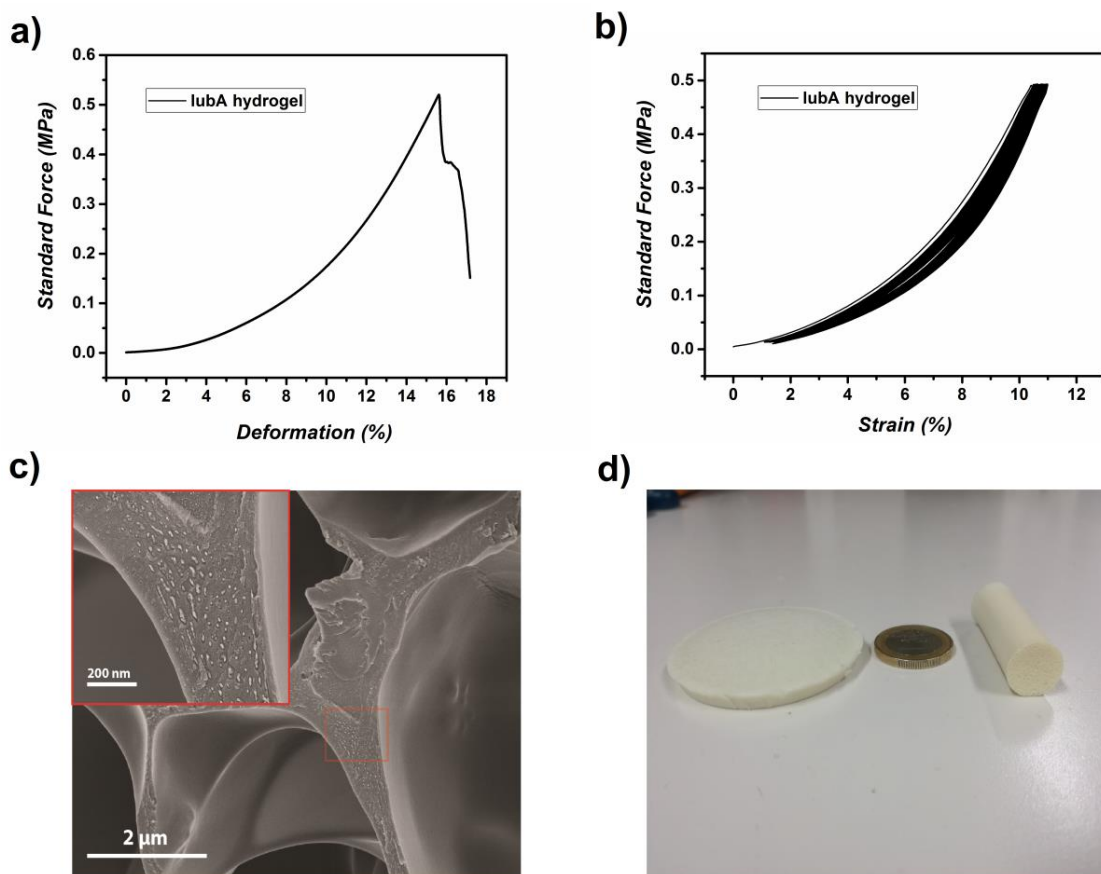 a)
0.6
0.5
0.4
0.3
0.2
0.1
0.0
Standard Force (MPa)
IubA hydrogel
0 2 4 6 8 10 12 14 16 18
Deformation (%)
b)
0.5
0.4
0.3
0.2
0.1
0.0
Standard Force (MPa)
IubA hydrogel
0 2 4 6 8 10 12
Strain (%)
c)
200 nm
2 µm
d)